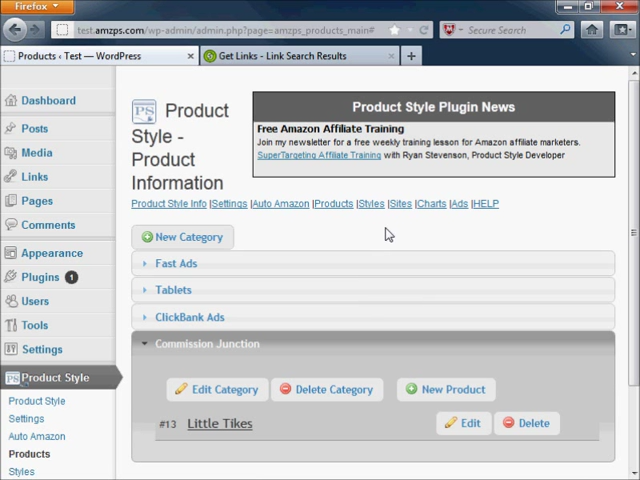 Firefox
test.amzps.com/wp-admin/admin.php?page=amzps_products_main#
Secure Search
Products ‹ Test — WordPress
Get Links - Link Search Results
Dashboard
Posts
Media
Links
Pages
Comments
Appearance
Plugins 1
Users
Tools
Settings
Product Style
Product Style
Settings
Auto Amazon
Products
Styles
PS Product Style - Product Information
Product Style Plugin News
Free Amazon Affiliate Training
Join my newsletter for a free weekly training lesson for Amazon affiliate marketers.
SuperTargeting Affiliate Training with Ryan Stevenson, Product Style Developer
Product Style Info |Settings |Auto Amazon |Products |Styles |Sites |Charts |Ads |HELP
New Category
Fast Ads
Tablets
ClickBank Ads
Commission Junction
Edit Category Delete Category New Product
#13 Little Tikes Edit Delete